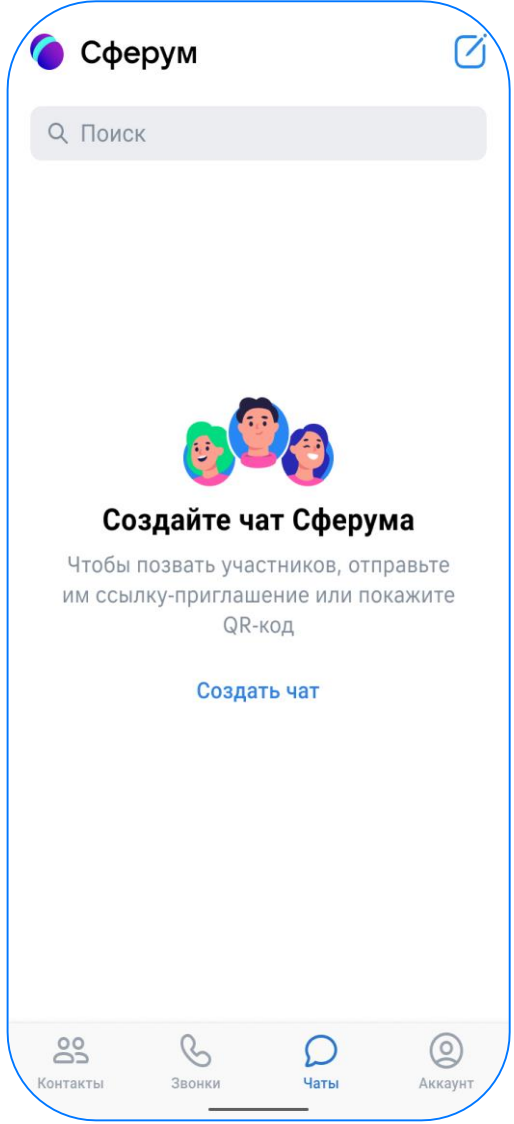 Сферум
Поиск
Создайте чат Сферума
Чтобы позвать участников, отправьте
им ссылку-приглашение или покажите
QR-код
Создать чат
Контакты
Звонки
Чаты
Аккаунт